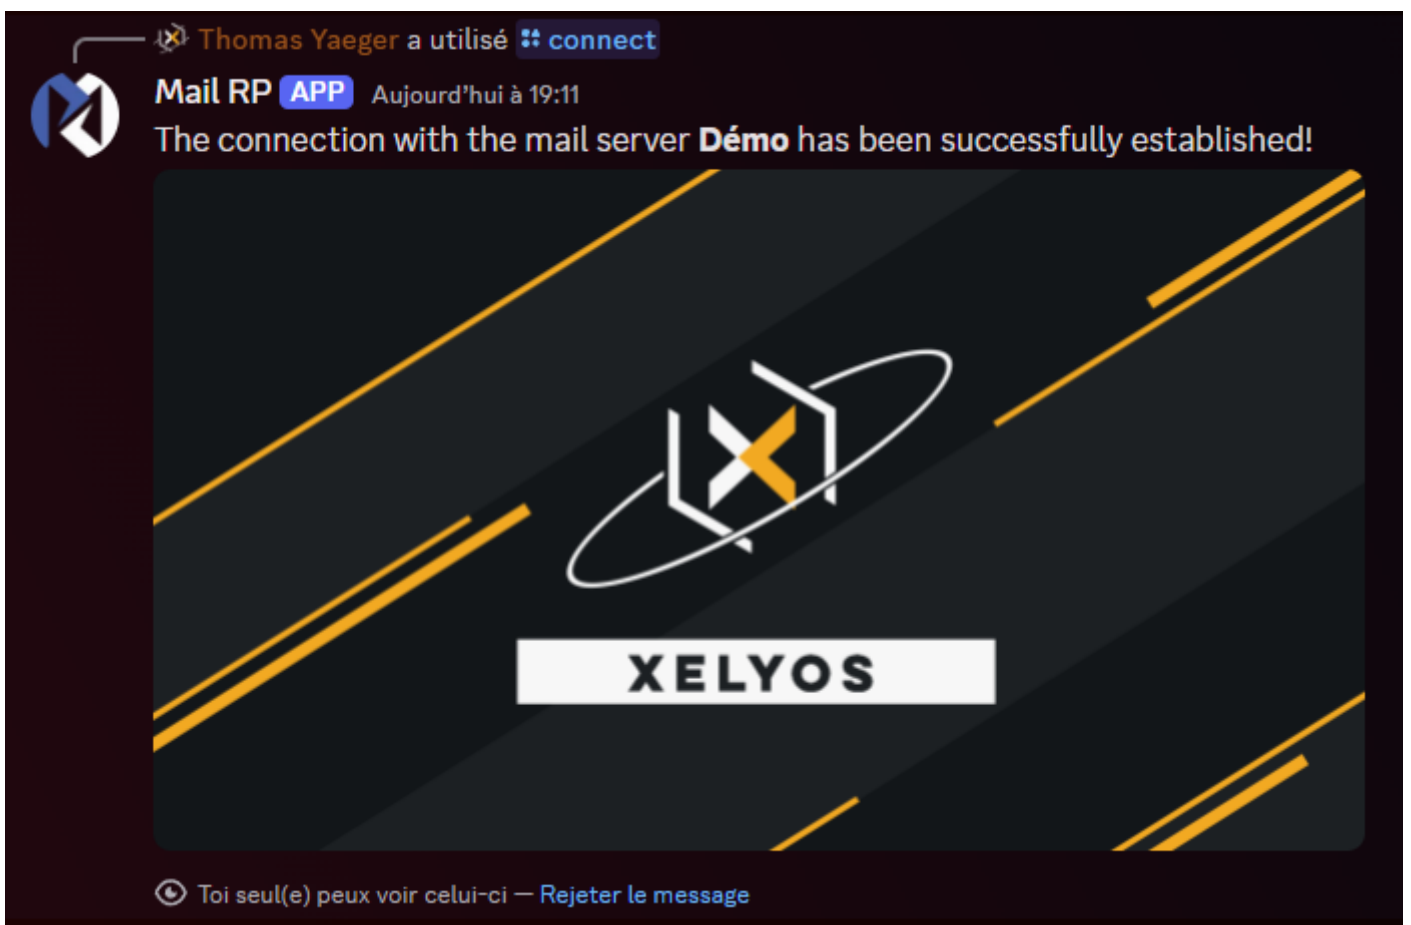 Thomas Yaeger a utilisé connect
Mail RP APP Aujourd'hui à 19:11
The connection with the mail server Démo has been successfully established!
XELYOS
Toi seul(e) peux voir celui-ci — Rejeter le message